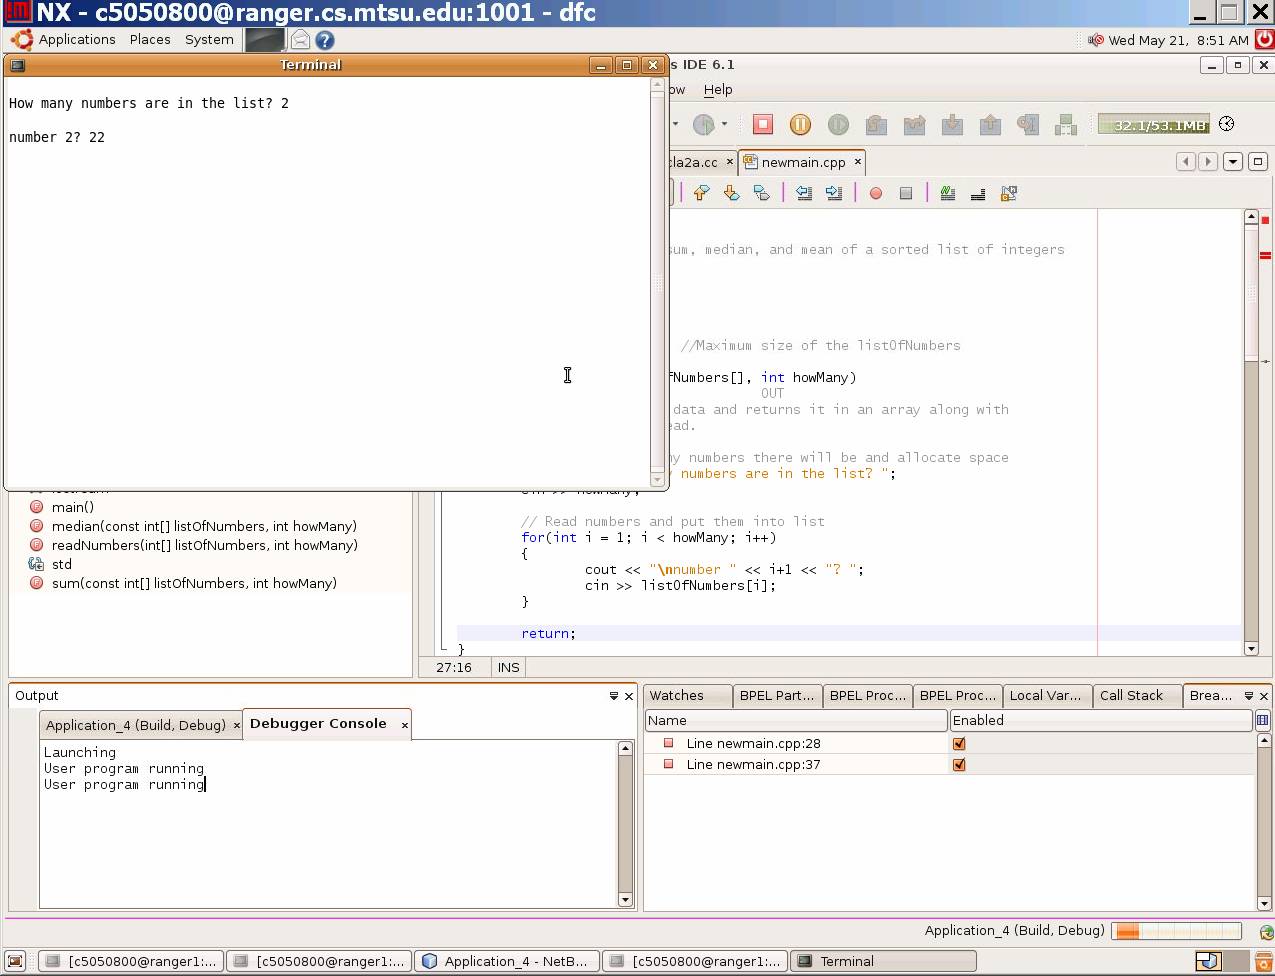 NX - c5050800@ranger.cs.mtsu.edu:1001 - dfc
Applications Places System
Wed May 21, 8:51 AM
Terminal
s IDE 6.1
How many numbers are in the list? 2
number 2? 22
ow Help
32.1/53.1MB
cla2a.cc
newmain.cpp
sum, median, and mean of a sorted list of integers
//Maximum size of the listOfNumbers
fNumbers[], int howMany)
OUT
data and returns it in an array along with
ead.
ny numbers there will be and allocate space
y numbers are in the list? ";
cin >> howMany;
// Read numbers and put them into list
for(int i = 1; i < howMany; i++)
{
cout << "\nnumber " << i+1 << "? ";
cin >> listOfNumbers[i];
}
return;
}
iostream
main()
median(const int[] listOfNumbers, int howMany)
readNumbers(int[] listOfNumbers, int howMany)
std
sum(const int[] listOfNumbers, int howMany)
27:16 INS
Output
Application_4 (Build, Debug)
Debugger Console
Launching
User program running
User program running
Watches BPEL Part... BPEL Proc... BPEL Proc... Local Var... Call Stack Brea...
Name Enabled
Line newmain.cpp:28
Line newmain.cpp:37
Application_4 (Build, Debug)
[c5050800@ranger1:... [c5050800@ranger1:... Application_4 - NetB... [c5050800@ranger1:... Terminal